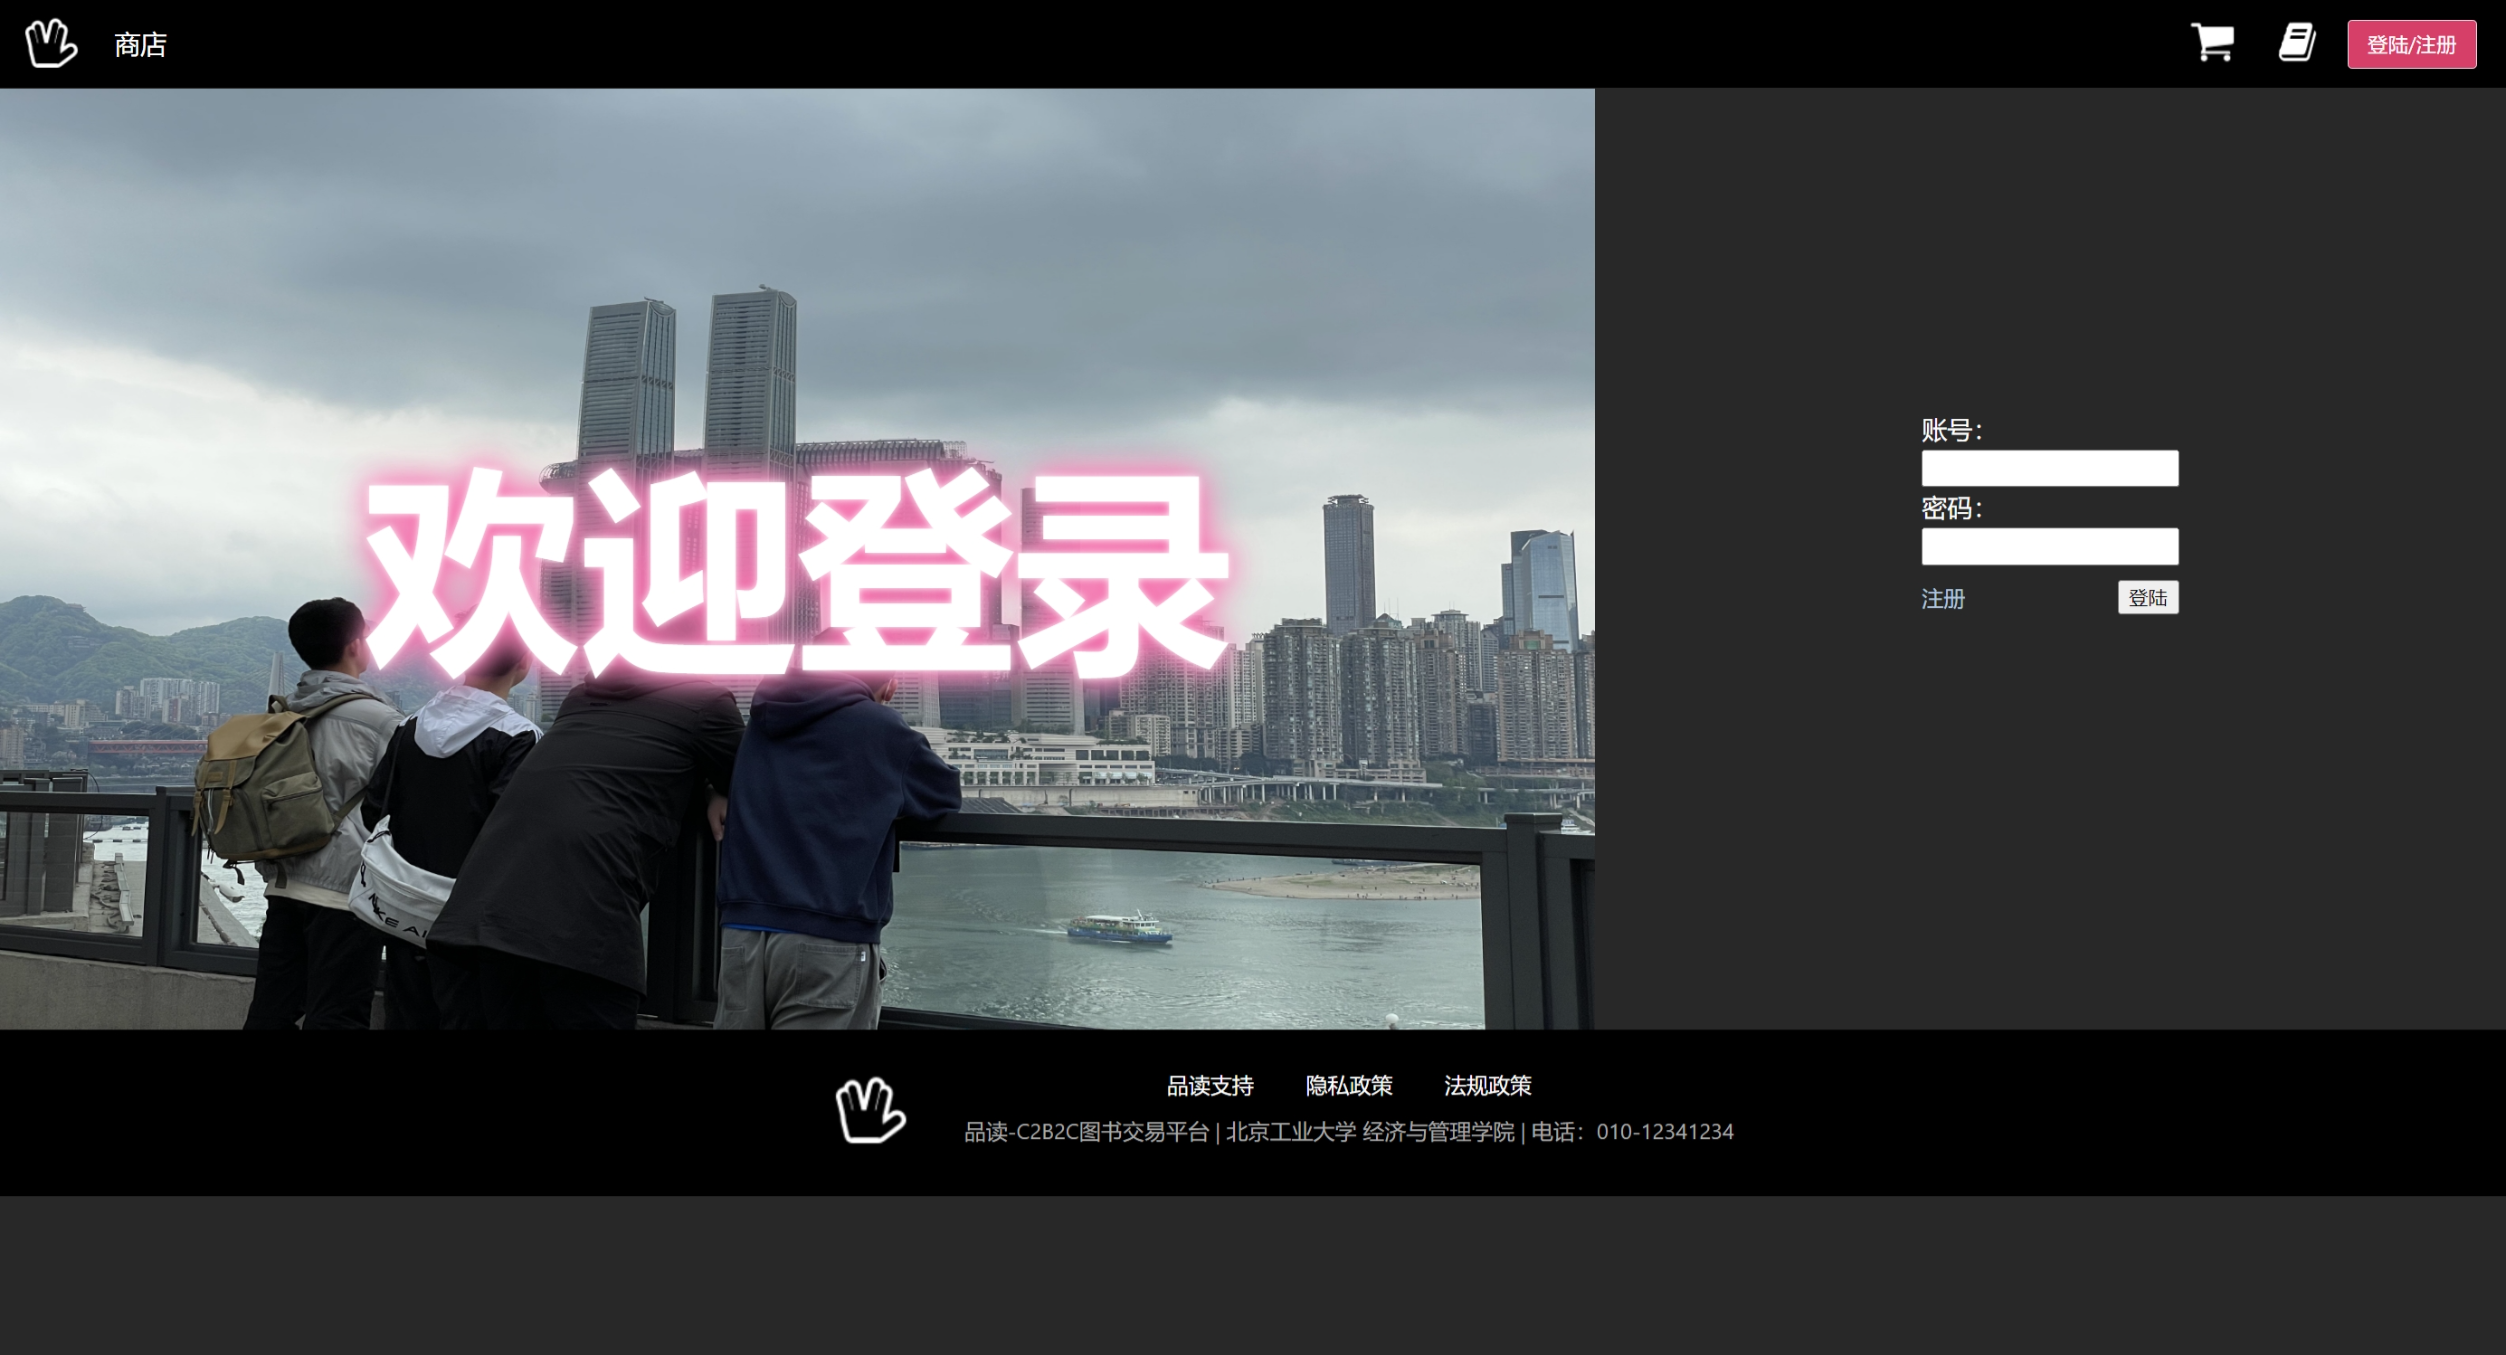 商店
登陆/注册
欢迎登录
账号：
密码：
注册 登陆
NIKE AI
品读支持 隐私政策 法规政策
品读-C2B2C图书交易平台 | 北京工业大学 经济与管理学院 | 电话：010-12341234